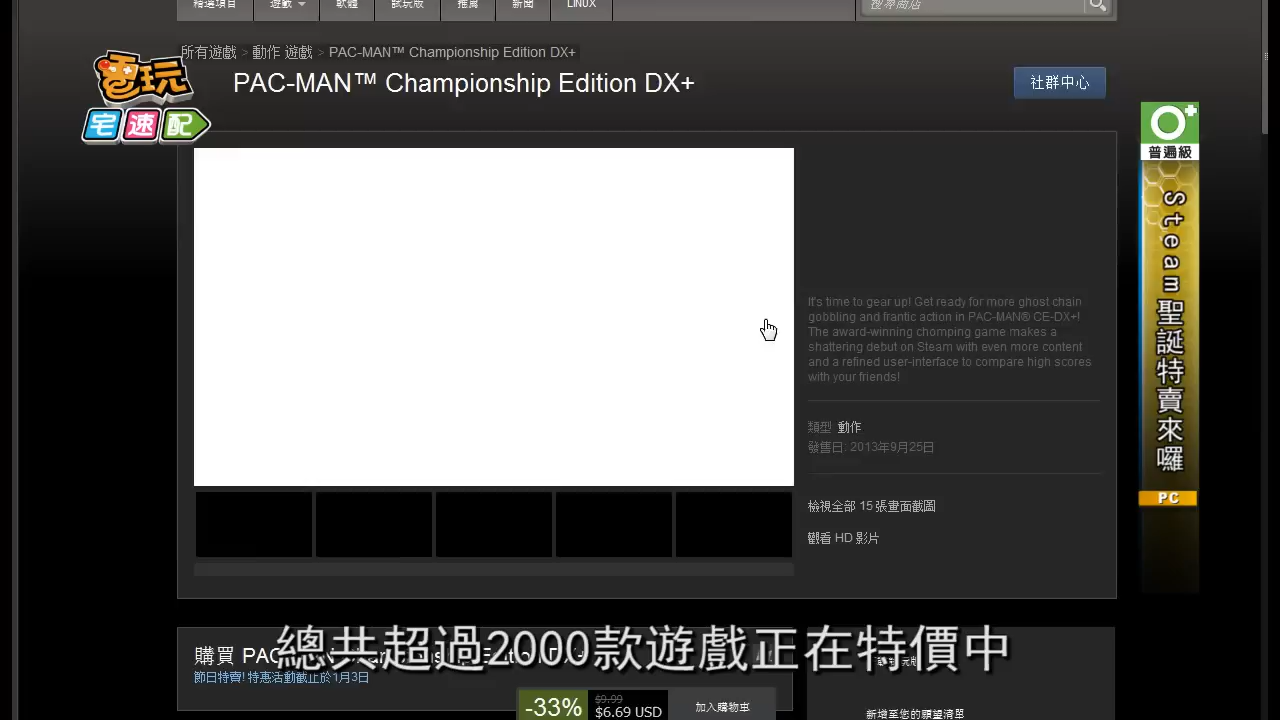 精選項目 遊戲 軟體 試玩版 推薦 新聞 LINUX
搜尋商店
所有遊戲 > 動作 遊戲 > PAC-MAN™ Championship Edition DX+
PAC-MAN™ Championship Edition DX+
社群中心
電玩
宅速配
普遍級
Steam聖誕特賣來囉
PC
It's time to gear up! Get ready for more ghost chain
gobbling and frantic action in PAC-MAN® CE-DX+!
The award-winning chomping game makes a
shattering debut on Steam with even more content
and a refined user-interface to compare high scores
with your friends!
類型 動作
發售日: 2013年9月25日
檢視全部 15 張畫面截圖
觀看 HD 影片
購買 PAC-
總共超過2000款遊戲正在特價中
節日特賣! 特惠活動截止於 1月3日
-33%
$9.99
$6.69 USD
加入購物車
新增至您的願望清單